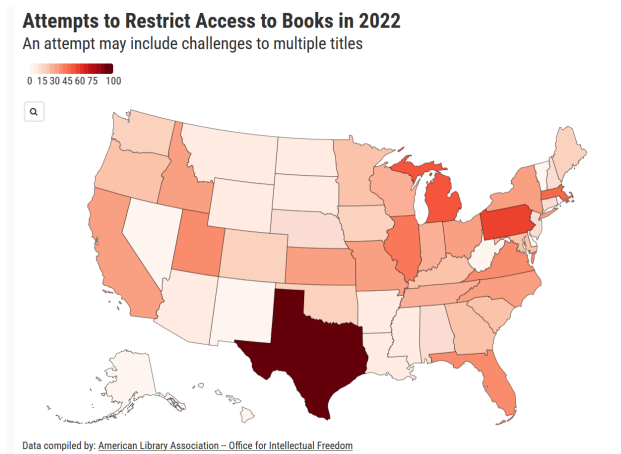 Attempts to Restrict Access to Books in 2022
An attempt may include challenges to multiple titles
0 15 30 45 60 75 100
Data compiled by: American Library Association – Office for Intellectual Freedom